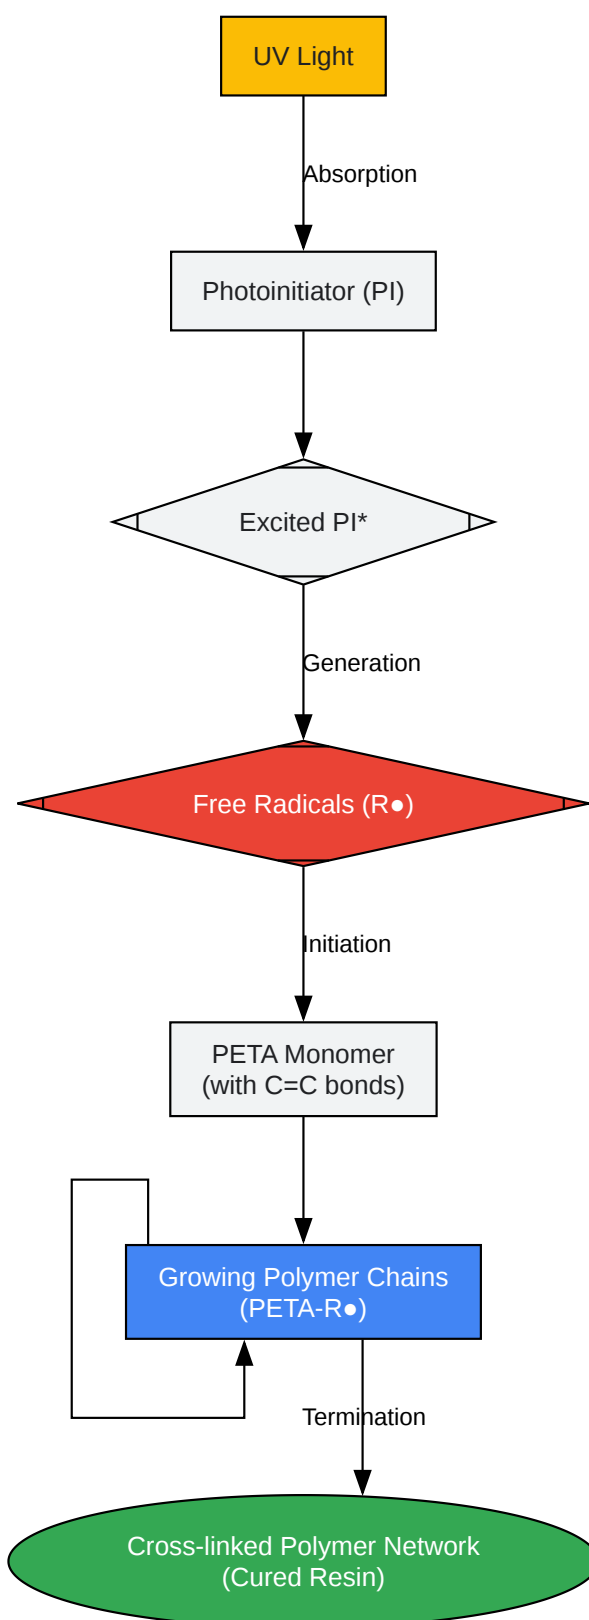 UV Light
Absorption
Photoinitiator (PI)
Excited PI*
Generation
Free Radicals (R●)
Initiation
PETA Monomer
(with C=C bonds)
Growing Polymer Chains
(PETA-R●)
Termination
Cross-linked Polymer Network
(Cured Resin)